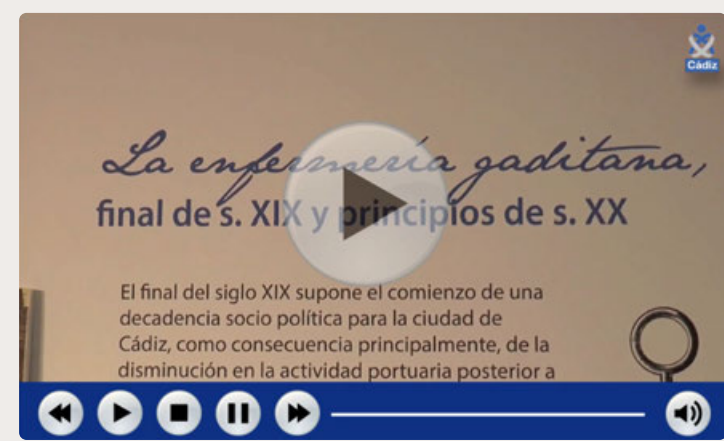 Cádiz
La enfermería gaditana,
final de s. XIX y principios de s. XX
El final del siglo XIX supone el comienzo de una
decadencia socio política para la ciudad de
Cádiz, como consecuencia principalmente, de la
disminución en la actividad portuaria posterior a